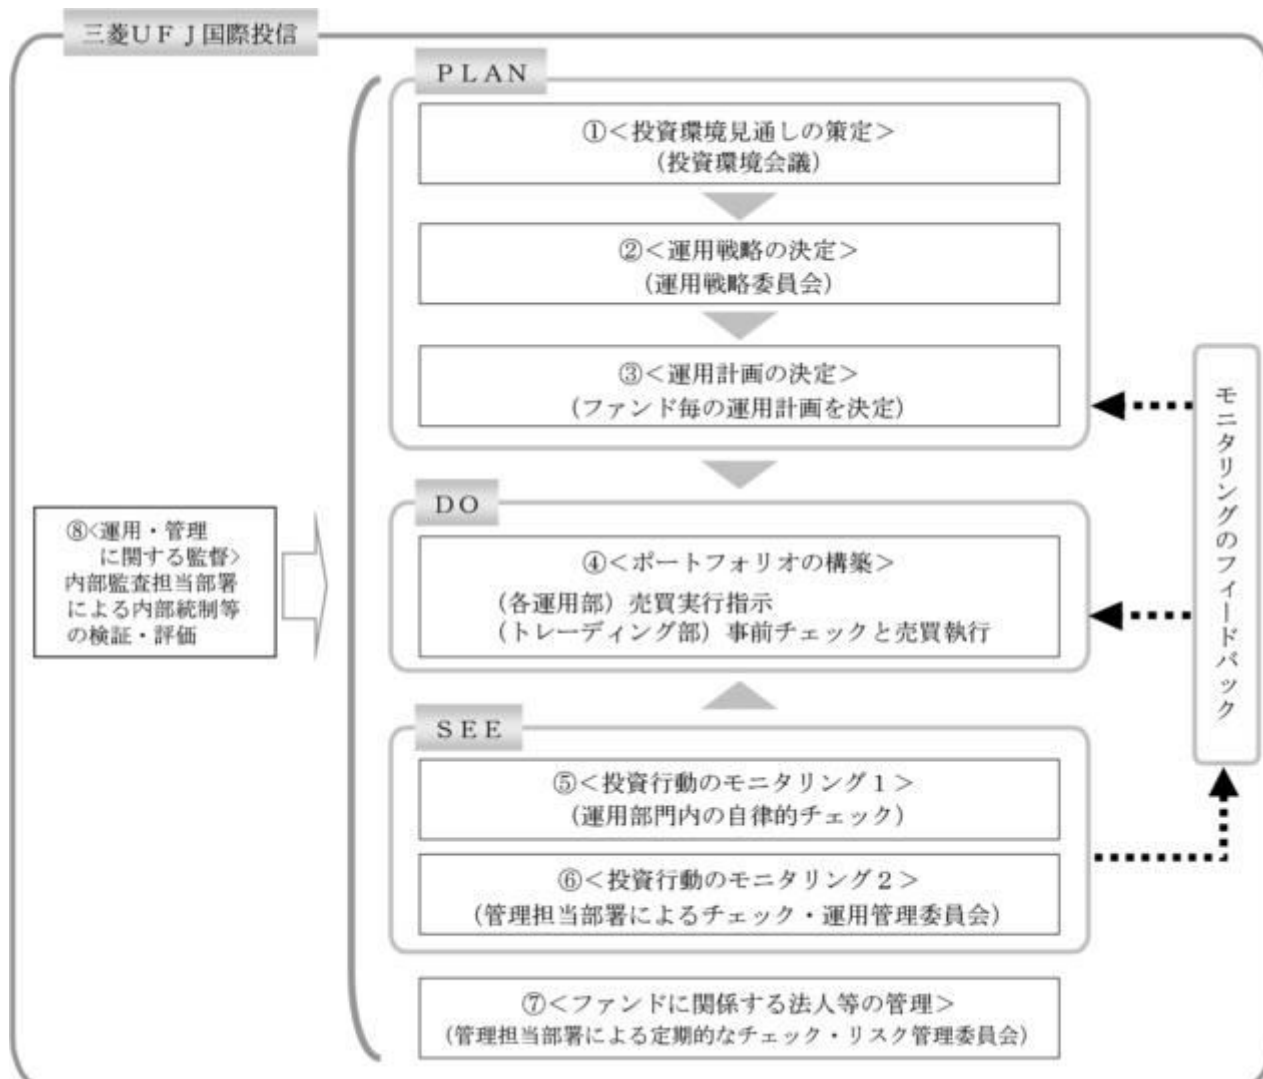 三菱ＵＦＪ国際投信
ＰＬＡＮ
①＜投資環境見通しの策定＞
（投資環境会議）
②＜運用戦略の決定＞
（運用戦略委員会）
③＜運用計画の決定＞
（ファンド毎の運用計画を決定）
ＤＯ
④＜ポートフォリオの構築＞
（各運用部）売買実行指示
（トレーディング部）事前チェックと売買執行
ＳＥＥ
⑤＜投資行動のモニタリング１＞
（運用部門内の自律的チェック）
⑥＜投資行動のモニタリング２＞
（管理担当部署によるチェック・運用管理委員会）
⑦＜ファンドに関係する法人等の管理＞
（管理担当部署による定期的なチェック・リスク管理委員会）
⑧<運用・管理
に関する監督>
内部監査担当部署
による内部統制等
の検証・評価
モニタリングのフィードバック